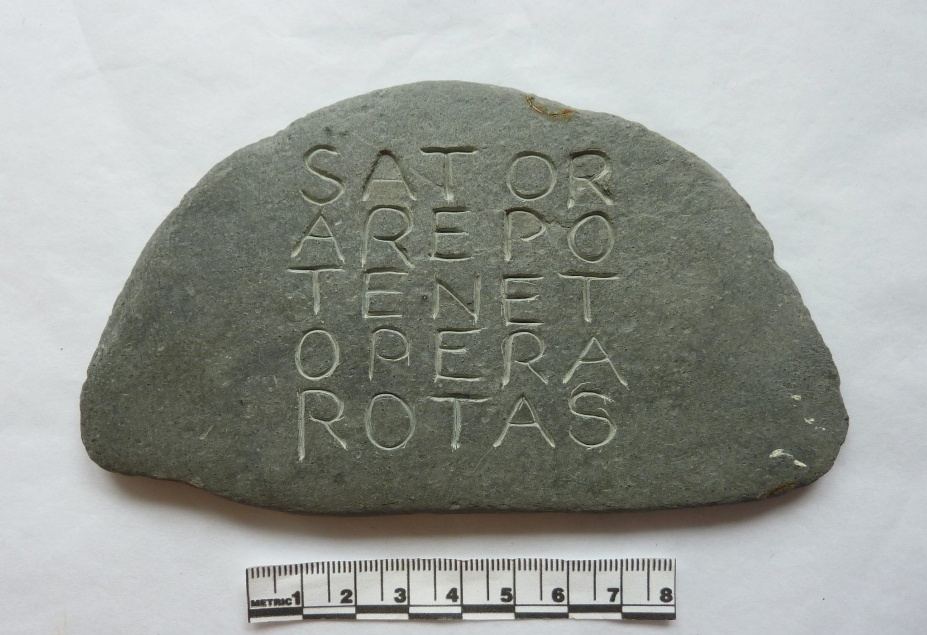 SATOR
AREPO
TENET
OPERA
ROTAS
METRIC 1 2 3 4 5 6 7 8